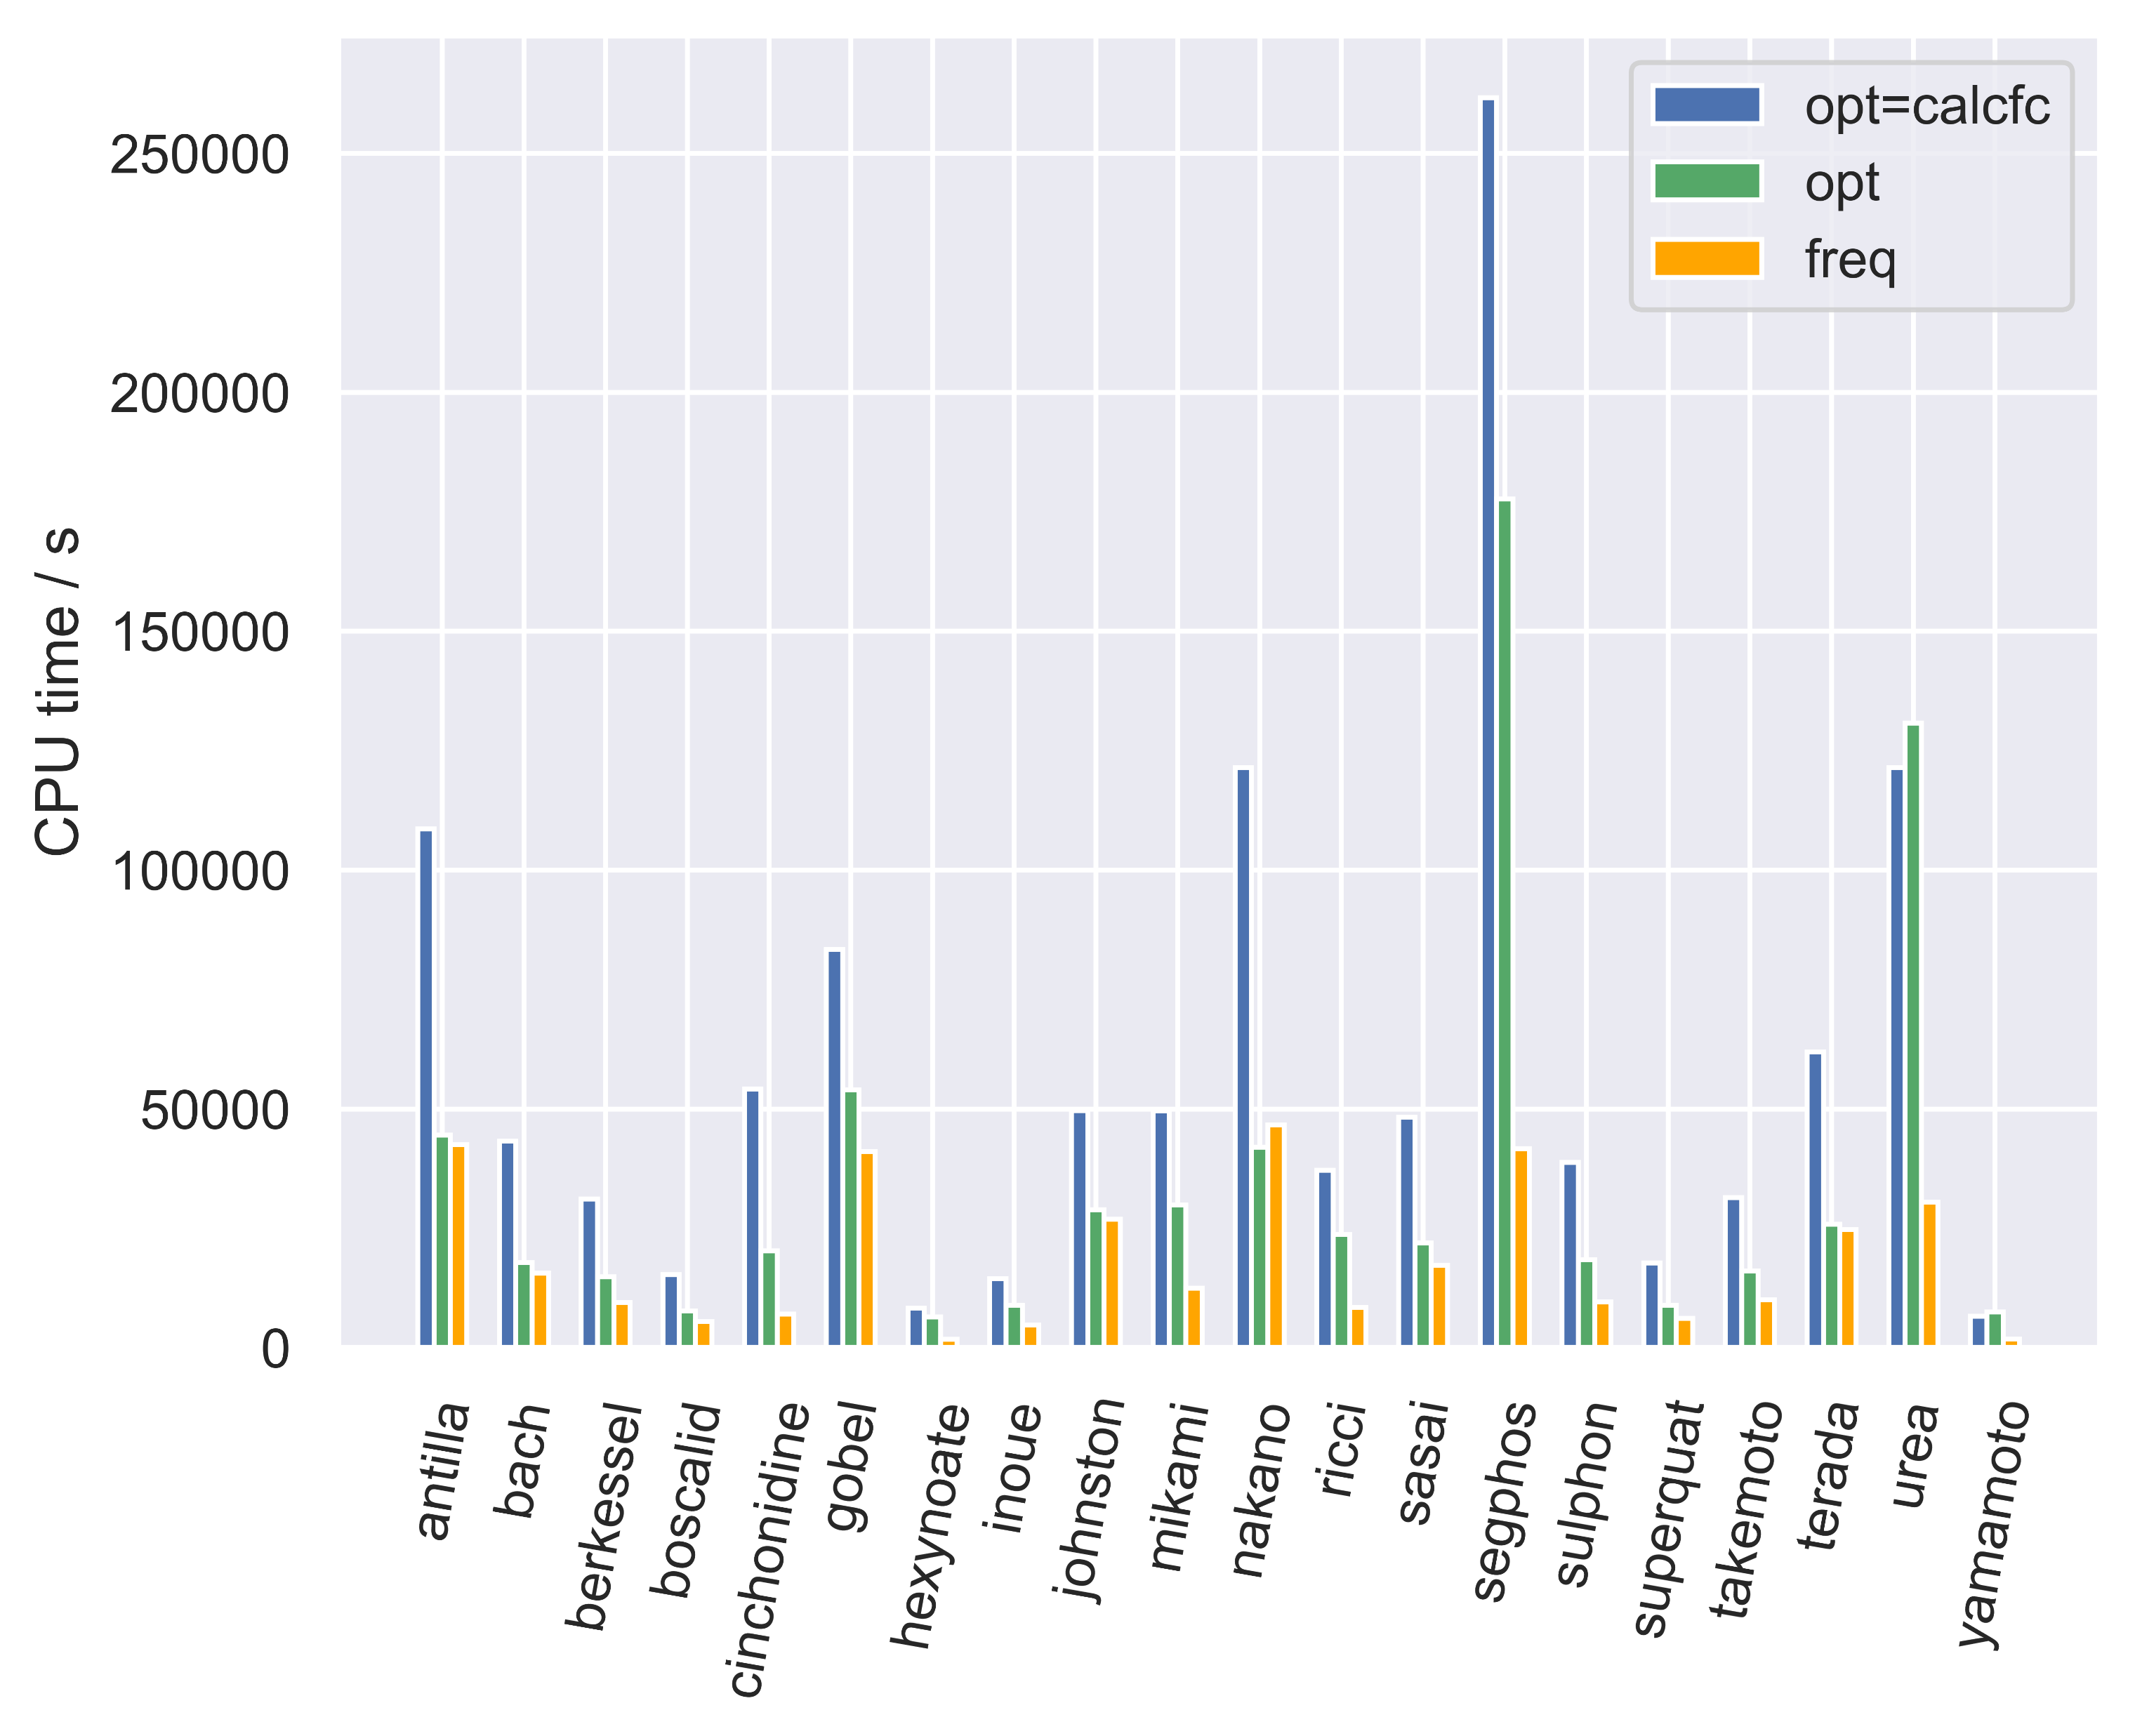 opt=calcfc
opt
freq
CPU time / s
250000
200000
150000
100000
50000
0
antilla
bach
berkessel
boscalid
cinchonidine
gobel
hexynoate
inoue
johnston
mikami
nakano
ricci
sasai
segphos
sulphon
superquat
takemoto
terada
urea
yamamoto